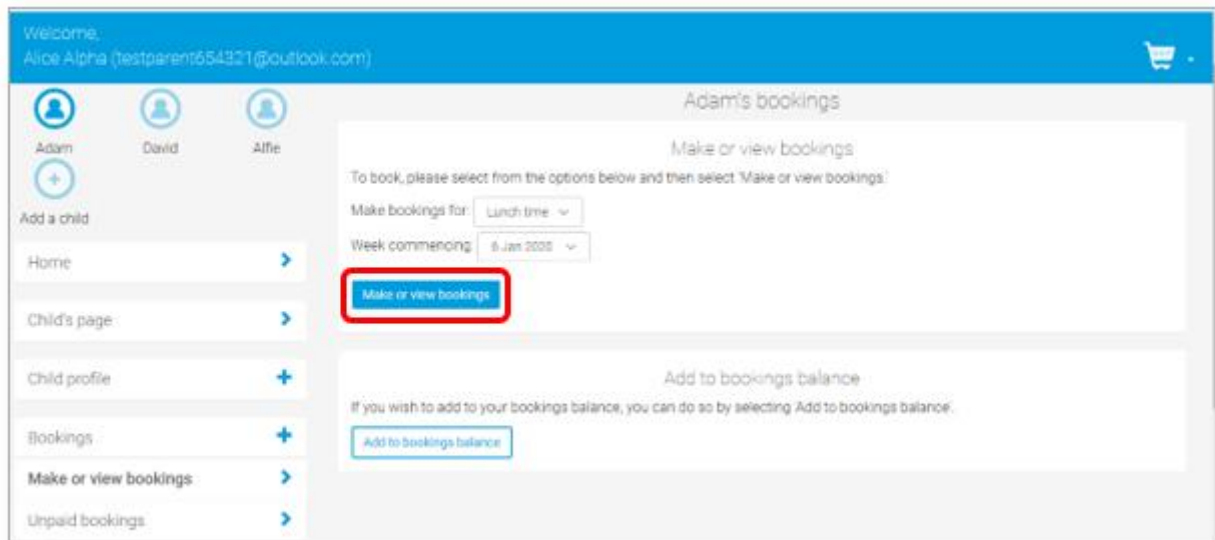 Welcome,
Alice Alpha (testparent654321@outlook.com)
Adam David Alfie
Add a child
Home
Child's page
Child profile
Bookings
Make or view bookings
Unpaid bookings
Adam's bookings
Make or view bookings
To book, please select from the options below and then select 'Make or view bookings.'
Make bookings for: Lunch time
Week commencing: 6 Jan 2020
Make or view bookings
Add to bookings balance
If you wish to add to your bookings balance, you can do so by selecting 'Add to bookings balance'.
Add to bookings balance